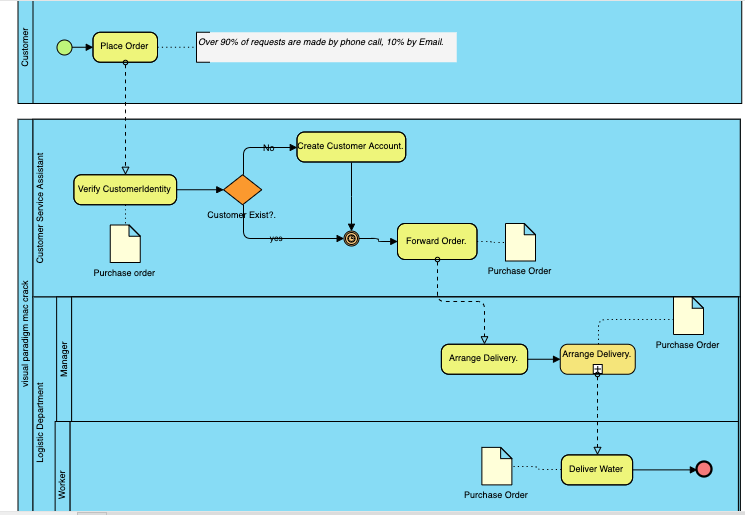 Customer
Place Order
Over 90% of requests are made by phone call, 10% by Email.
visual paradigm mac crack
Customer Service Assistant
No
Create Customer Account.
Verify CustomerIdentity
Customer Exist?.
yes
Forward Order.
Purchase order
Purchase Order
Logistic Department
Manager
Purchase Order
Arrange Delivery.
Arrange Delivery.
Worker
Deliver Water
Purchase Order